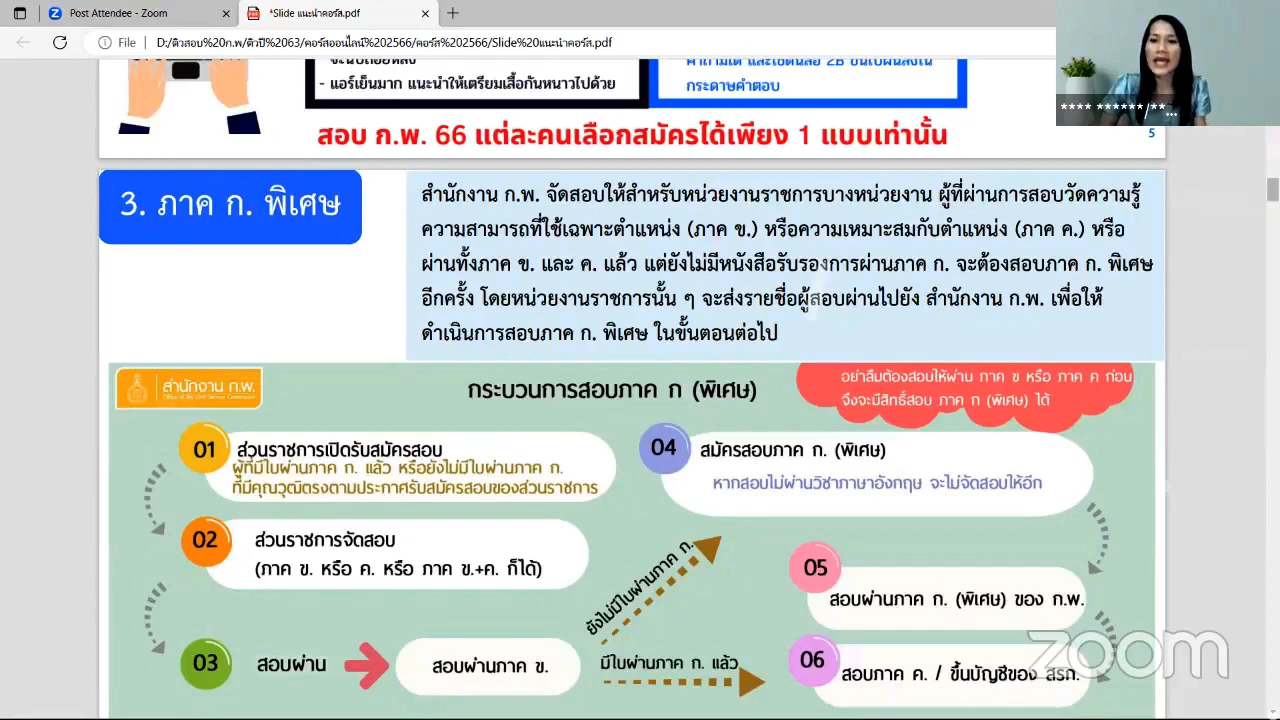 Post Attendee - Zoom
*Slide แนะนำคอร์ส.pdf
File
D:/ติวสอบ%20ก.พ/ติวปี%2063/คอร์สออนไลน์%202566/คอร์ส%202566/Slide%20แนะนำคอร์ส.pdf
- แอร์เย็นมาก แนะนำให้เตรียมเสื้อกันหนาวไปด้วย
กระดาษคำตอบ
**** ******/**...
สอบ ก.พ. 66 แต่ละคนเลือกสมัครได้เพียง 1 แบบเท่านั้น
5
3. ภาค ก. พิเศษ
สำนักงาน ก.พ. จัดสอบให้สำหรับหน่วยงานราชการบางหน่วยงาน ผู้ที่ผ่านการสอบวัดความรู้
ความสามารถที่ใช้เฉพาะตำแหน่ง (ภาค ข.) หรือความเหมาะสมกับตำแหน่ง (ภาค ค.) หรือ
ผ่านทั้งภาค ข. และ ค. แล้ว แต่ยังไม่มีหนังสือรับรองการผ่านภาค ก. จะต้องสอบภาค ก. พิเศษ
อีกครั้ง โดยหน่วยงานราชการนั้น ๆ จะส่งรายชื่อผู้สอบผ่านไปยัง สำนักงาน ก.พ. เพื่อให้
ดำเนินการสอบภาค ก. พิเศษ ในขั้นตอนต่อไป
สำนักงาน ก.พ.
Office of the Civil Service Commission
กระบวนการสอบภาค ก (พิเศษ)
อย่าลืมต้องสอบให้ผ่าน ภาค ข หรือ ภาค ค ก่อน
จึงจะมีสิทธิ์สอบ ภาค ก (พิเศษ) ได้
01
ส่วนราชการเปิดรับสมัครสอบ
ผู้ที่มีใบผ่านภาค ก. แล้ว หรือยังไม่มีใบผ่านภาค ก.
ที่มีคุณวุฒิตรงตามประกาศรับสมัครสอบของส่วนราชการ
02
ส่วนราชการจัดสอบ
(ภาค ข. หรือ ค. หรือ ภาค ข.+ค. ก็ได้)
03
สอบผ่าน
สอบผ่านภาค ข.
ยังไม่มีใบผ่านภาค ก.
มีใบผ่านภาค ก. แล้ว
04
สมัครสอบภาค ก. (พิเศษ)
หากสอบไม่ผ่านวิชาภาษาอังกฤษ จะไม่จัดสอบให้อีก
05
สอบผ่านภาค ก. (พิเศษ) ของ ก.พ.
06
สอบภาค ค. / ขึ้นบัญชีของ สรก.
zoom